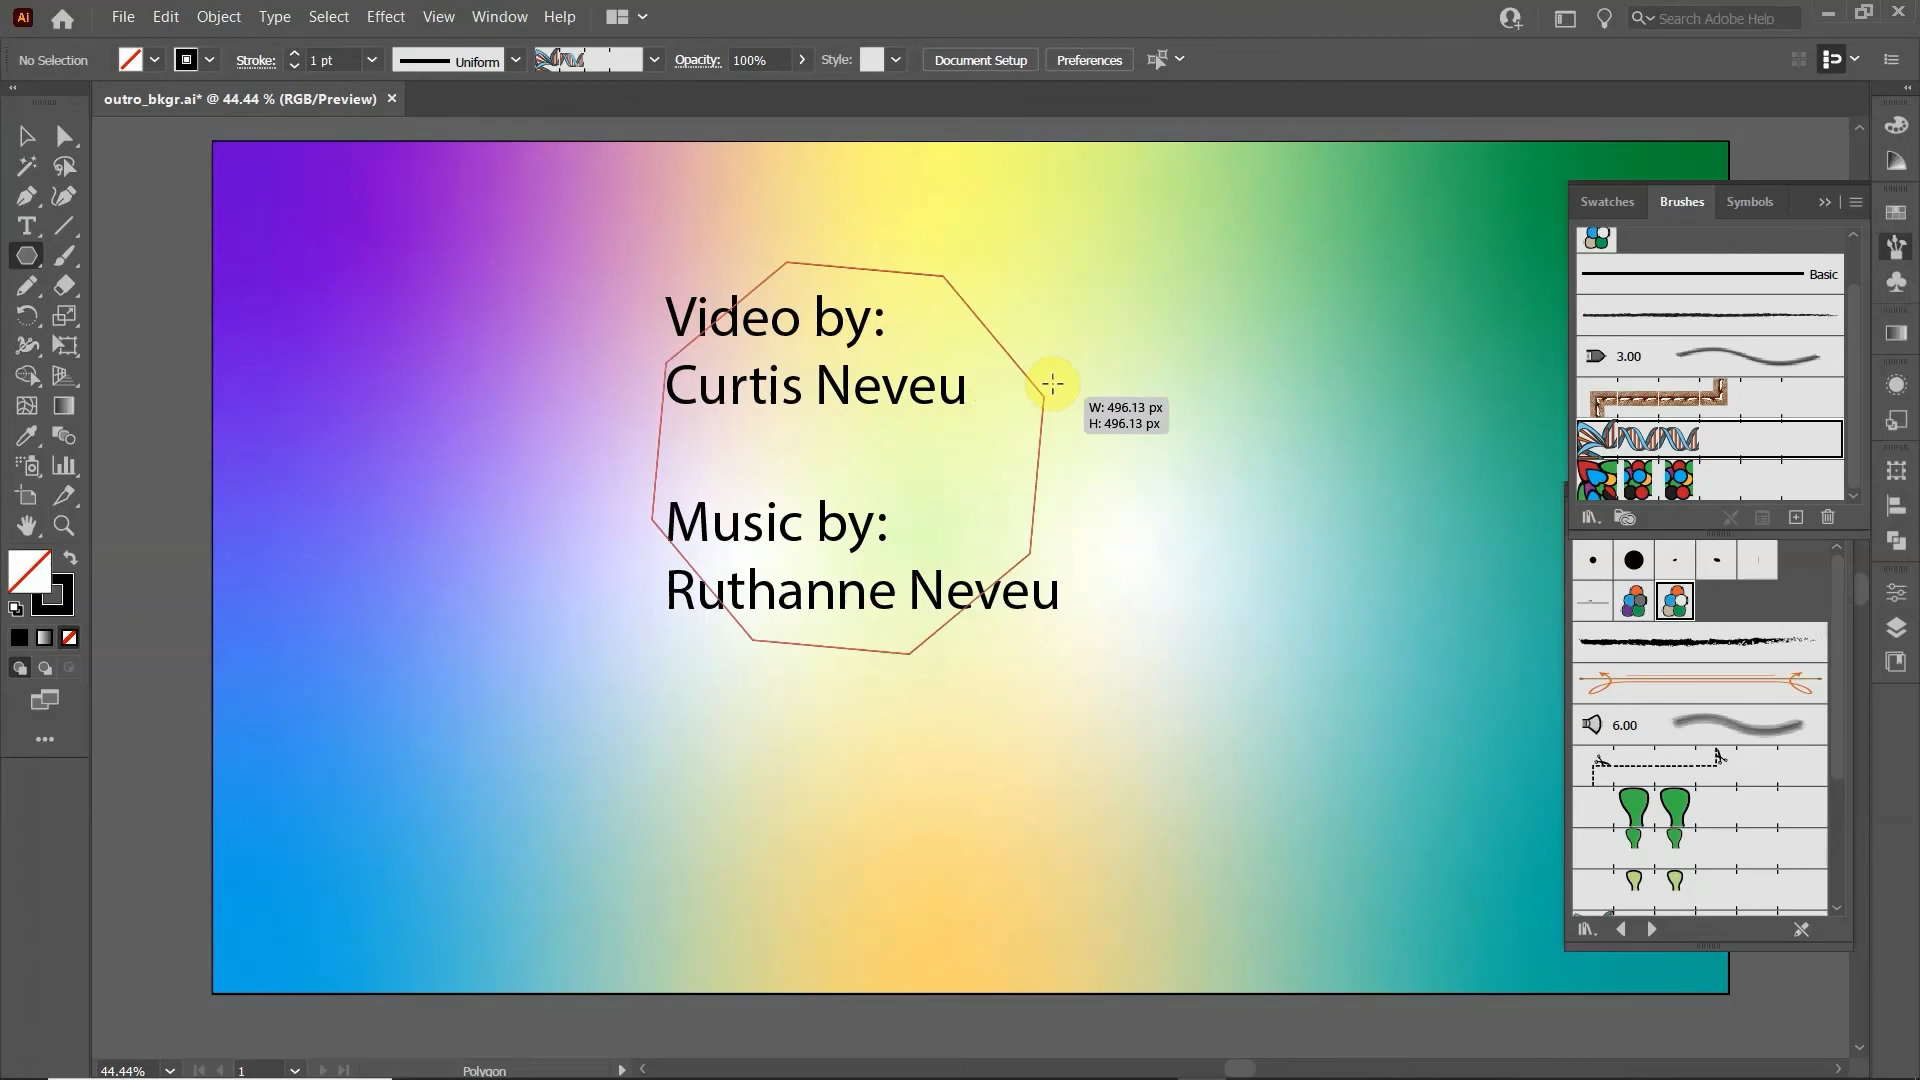 Ai File Edit Object Type Select Effect View Window Help Search Adobe Help
No Selection Stroke: 1 pt Uniform Opacity: 100% Style: Document Setup Preferences
outro_bkgr.ai* @ 44.44 % (RGB/Preview)
Swatches Brushes Symbols
Basic
3.00
Video by:
Curtis Neveu
W: 496.13 px
H: 496.13 px
Music by:
Ruthanne Neveu
6.00
44.44% 1 Polygon